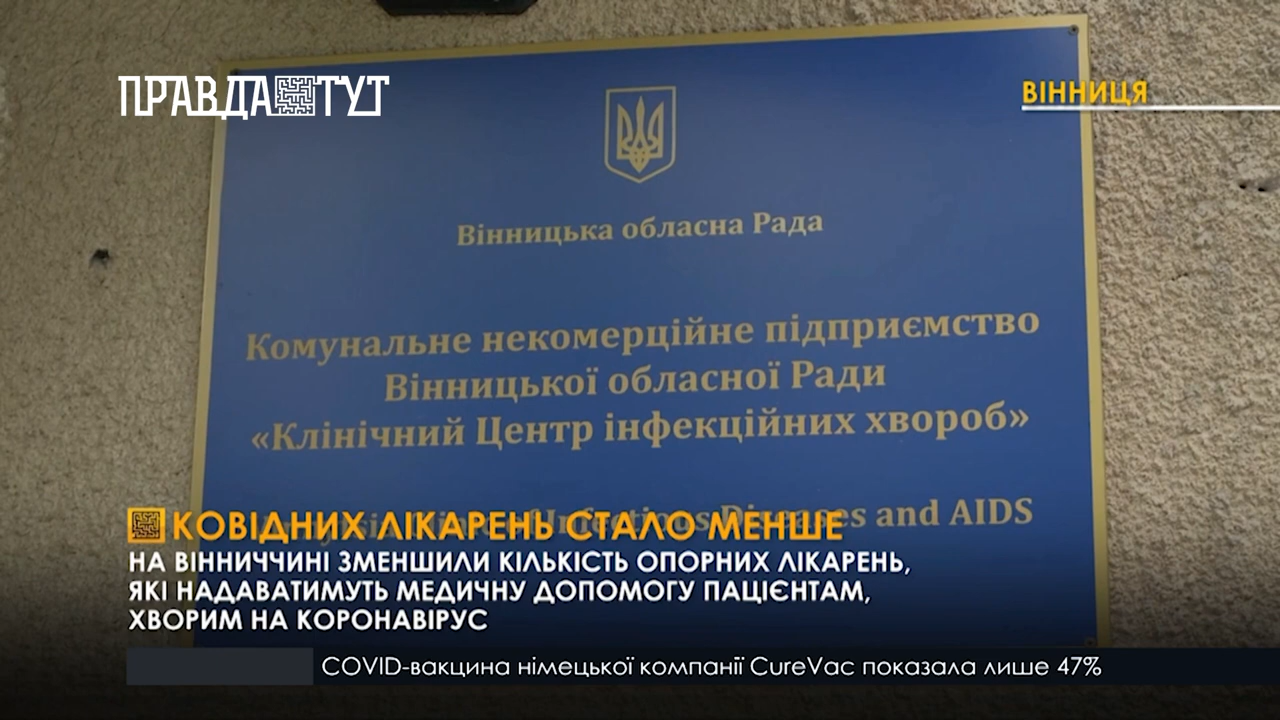 ПРАВДА ТУТ
ВІННИЦЯ
Вінницька обласна Рада
Комунальне некомерційне підприємство
Вінницької обласної Ради
«Клінічний Центр інфекційних хвороб»
Infectious Diseases and AIDS
КОВІДНИХ ЛІКАРЕНЬ СТАЛО МЕНШЕ
НА ВІННИЧЧИНІ ЗМЕНШИЛИ КІЛЬКІСТЬ ОПОРНИХ ЛІКАРЕНЬ,
ЯКІ НАДАВАТИМУТЬ МЕДИЧНУ ДОПОМОГУ ПАЦІЄНТАМ,
ХВОРИМ НА КОРОНАВІРУС
COVID-вакцина німецької компанії CureVac показала лише 47%